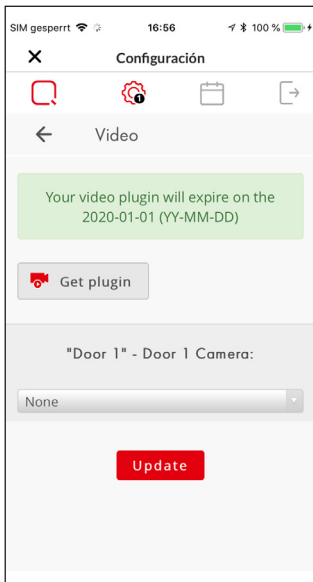 SIM gesperrt 16:56 100 %
Configuración
1
Video
Your video plugin will expire on the
2020-01-01 (YY-MM-DD)
Get plugin
"Door 1" - Door 1 Camera:
None
Update